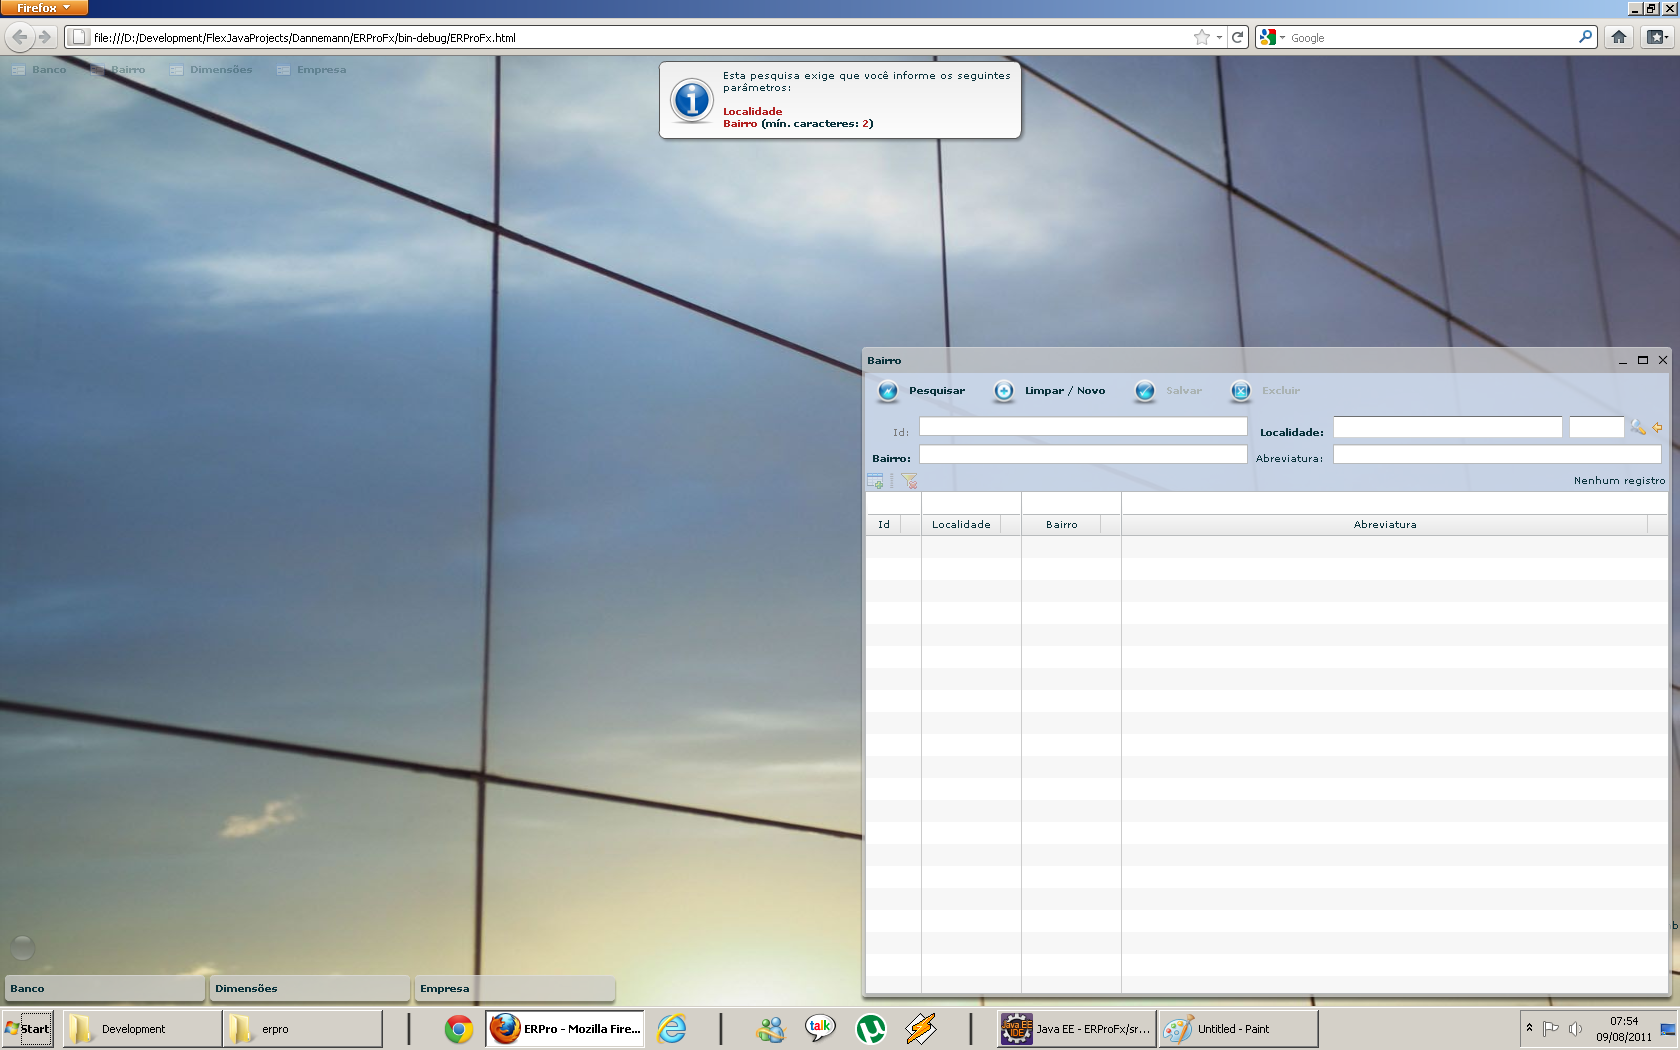 Firefox
file:///D:/Development/FlexJavaProjects/Dannemann/ERProFx/bin-debug/ERProFx.html
Google
Banco
Bairro
Dimensões
Empresa
Esta pesquisa exige que você informe os seguintes
parâmetros:
Localidade
Bairro (mín. caracteres: 2)
Bairro
Pesquisar
Limpar / Novo
Salvar
Excluir
Id:
Localidade:
Bairro:
Abreviatura:
Nenhum registro
Id
Localidade
Bairro
Abreviatura
Banco
Dimensões
Empresa
Start
Development
erpro
ERPro - Mozilla Fire...
talk
Java EE IDE
Java EE - ERProFx/sr...
Untitled - Paint
07:54
09/08/2011